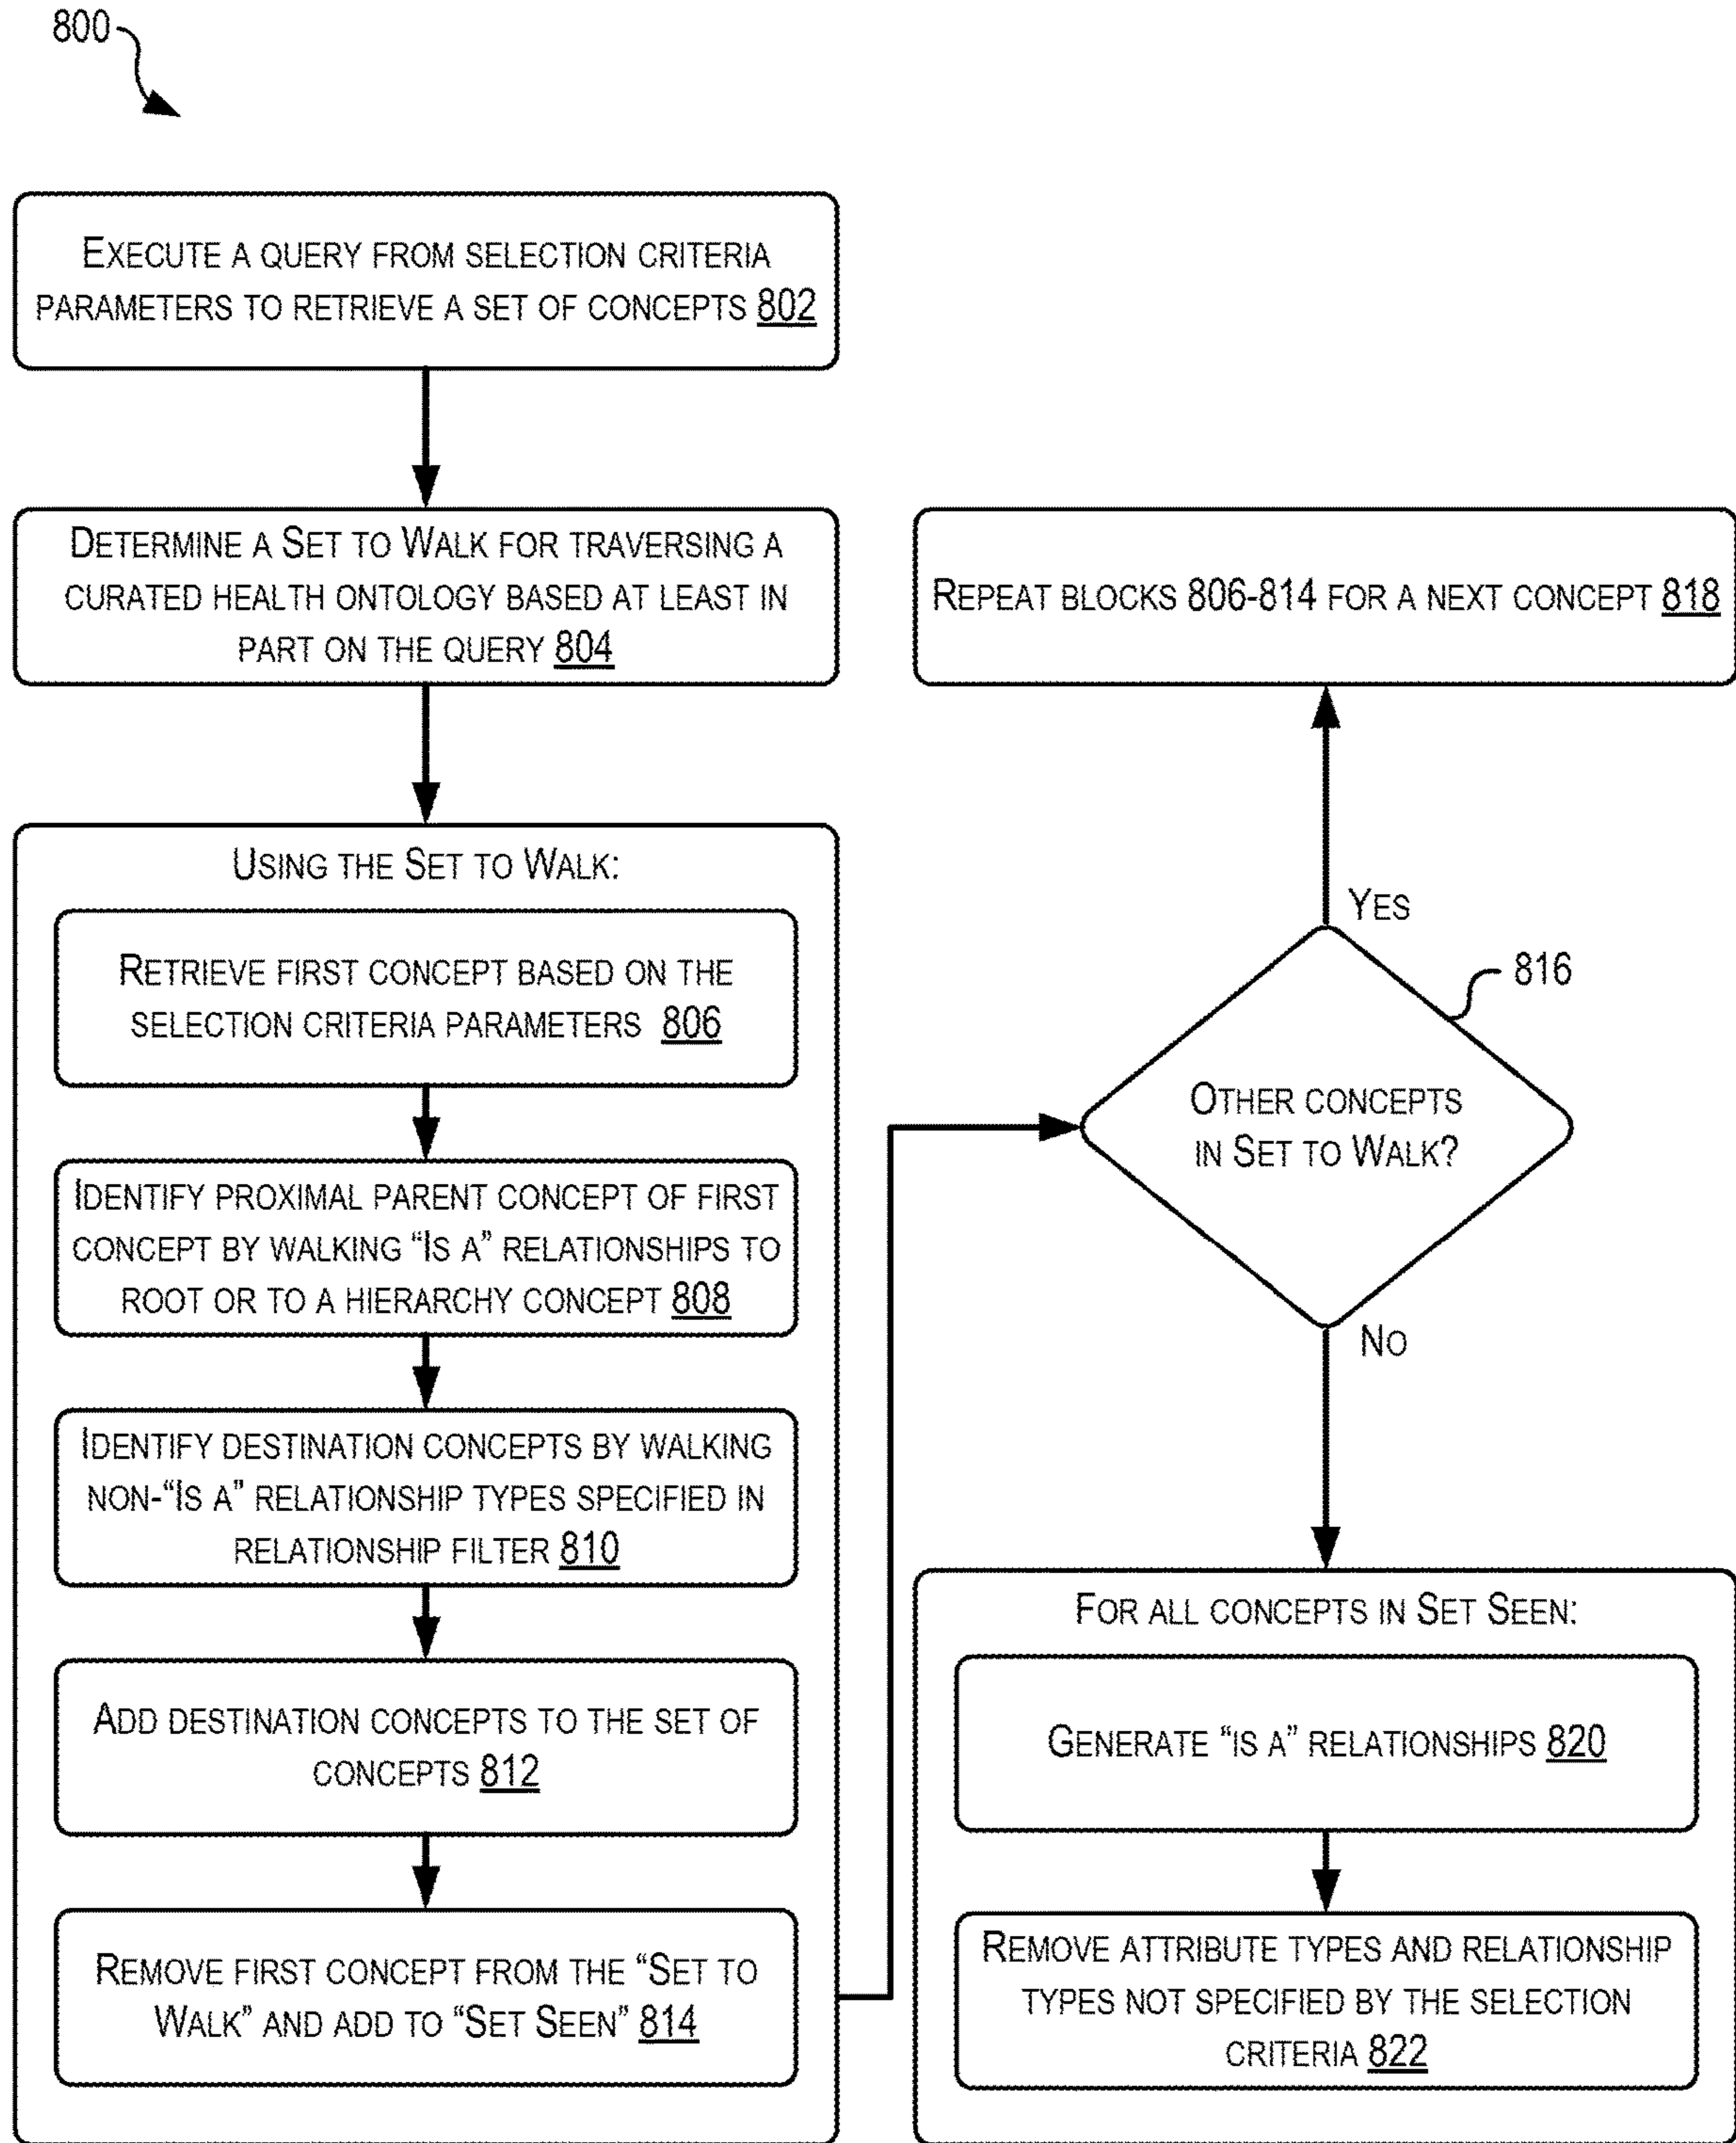 800
EXECUTE A QUERY FROM SELECTION CRITERIA
PARAMETERS TO RETRIEVE A SET OF CONCEPTS 802
DETERMINE A SET TO WALK FOR TRAVERSING A
CURATED HEALTH ONTOLOGY BASED AT LEAST IN
PART ON THE QUERY 804
USING THE SET TO WALK:
RETRIEVE FIRST CONCEPT BASED ON THE
SELECTION CRITERIA PARAMETERS 806
IDENTIFY PROXIMAL PARENT CONCEPT OF FIRST
CONCEPT BY WALKING “IS A” RELATIONSHIPS TO
ROOT OR TO A HIERARCHY CONCEPT 808
IDENTIFY DESTINATION CONCEPTS BY WALKING
NON-“IS A” RELATIONSHIP TYPES SPECIFIED IN
RELATIONSHIP FILTER 810
ADD DESTINATION CONCEPTS TO THE SET OF
CONCEPTS 812
REMOVE FIRST CONCEPT FROM THE “SET TO
WALK” AND ADD TO “SET SEEN” 814
REPEAT BLOCKS 806-814 FOR A NEXT CONCEPT 818
YES
816
OTHER CONCEPTS
IN SET TO WALK?
NO
FOR ALL CONCEPTS IN SET SEEN:
GENERATE “IS A” RELATIONSHIPS 820
REMOVE ATTRIBUTE TYPES AND RELATIONSHIP
TYPES NOT SPECIFIED BY THE SELECTION
CRITERIA 822